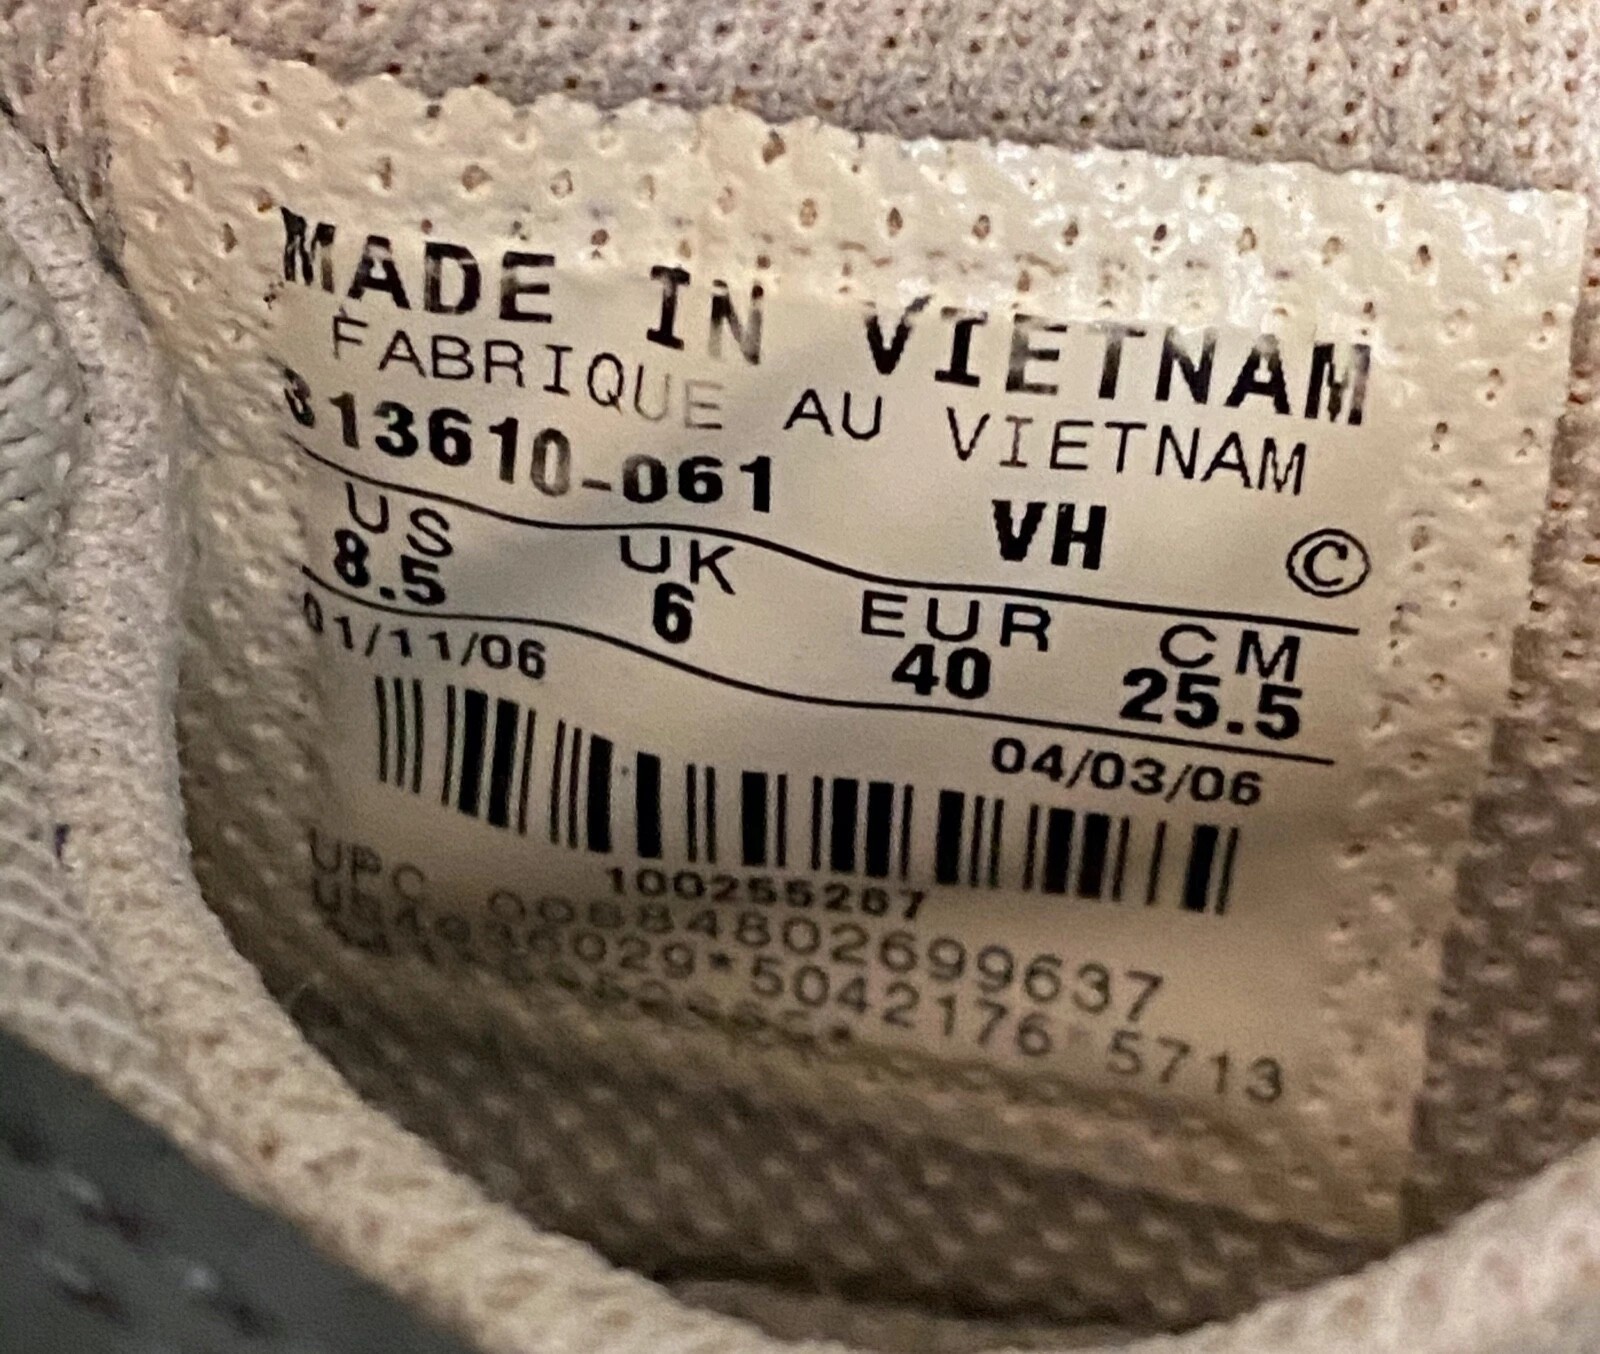 MADE IN VIETNAM
FABRIQUE AU VIETNAM
313610-061 VH ©
US UK EUR CM
8.5 6 40 25.5
01/11/06 04/03/06
100255287
UPC 00884802699637
5042176 5713